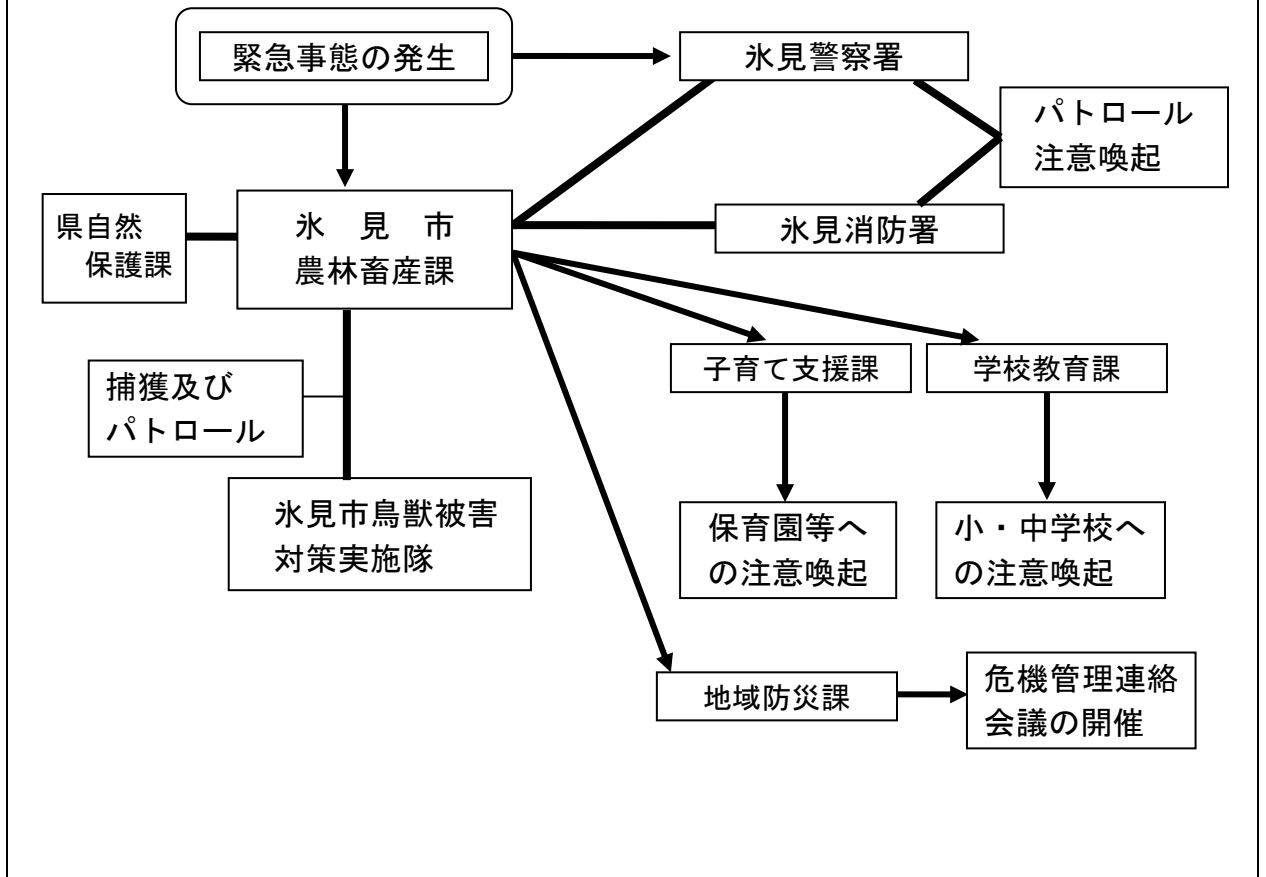 緊急事態の発生
氷見警察署
パトロール
注意喚起
県自然
保護課
氷　見　市
農林畜産課
氷見消防署
子育て支援課
学校教育課
捕獲及び
パトロール
氷見市鳥獣被害
対策実施隊
保育園等へ
の注意喚起
小・中学校へ
の注意喚起
地域防災課
危機管理連絡
会議の開催